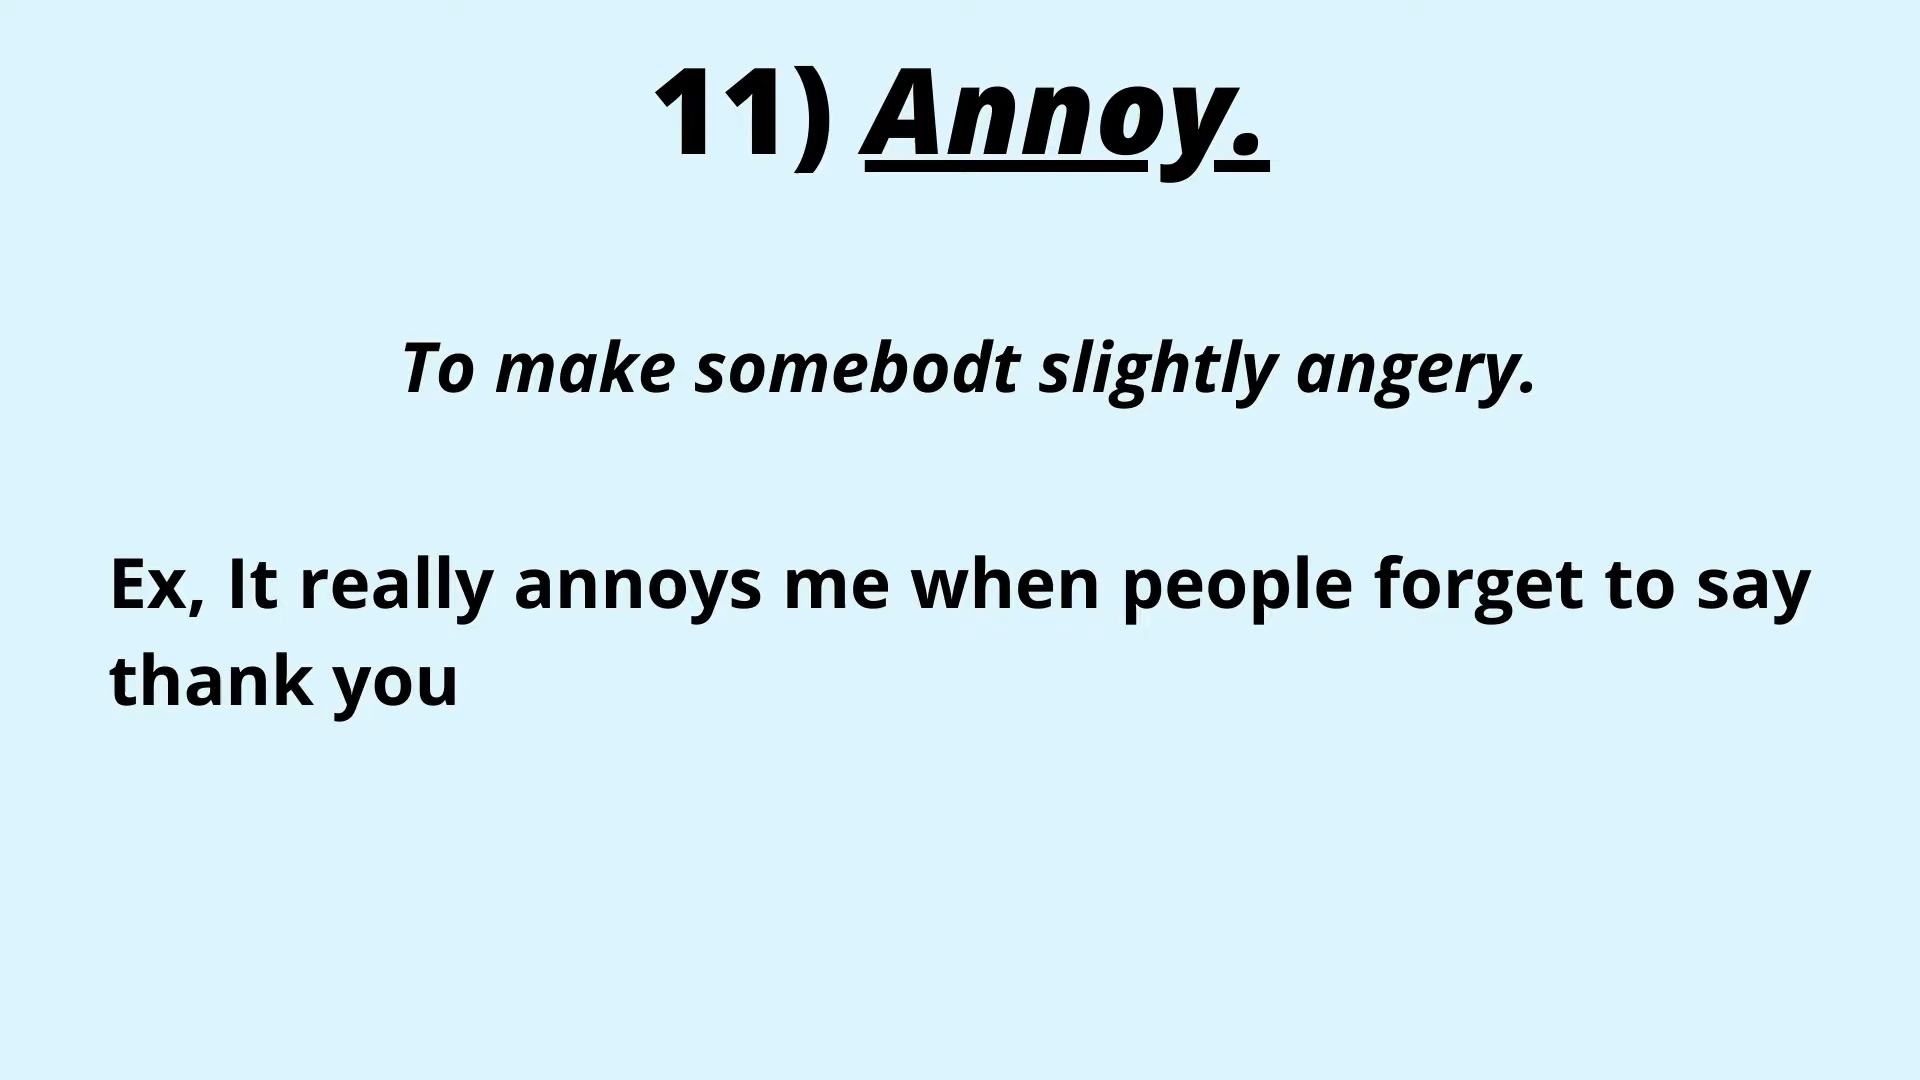 11) Annoy.
To make somebodt slightly angery.
Ex, It really annoys me when people forget to say
thank you